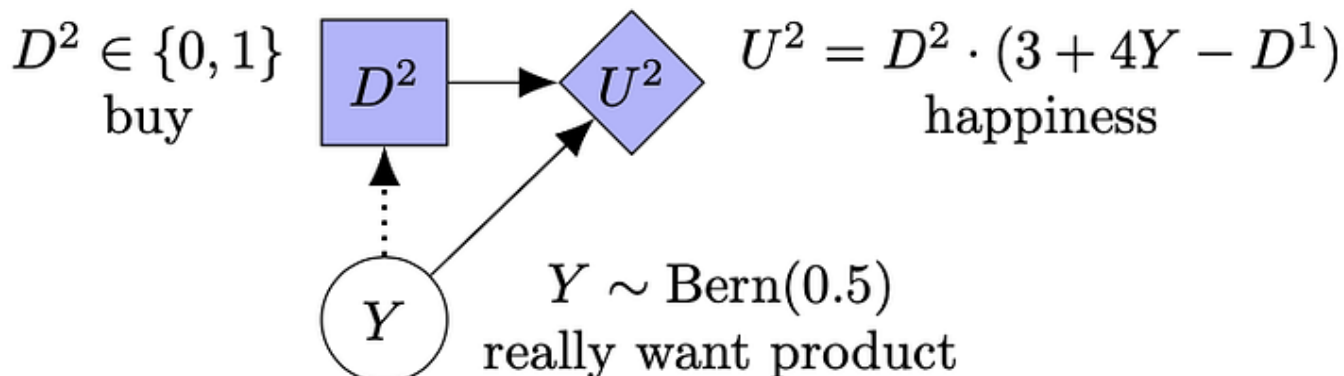 D² ∈ {0, 1}
buy
D²
U²
U² = D² · (3 + 4Y − D¹)
happiness
Y
Y ∼ Bern(0.5)
really want product